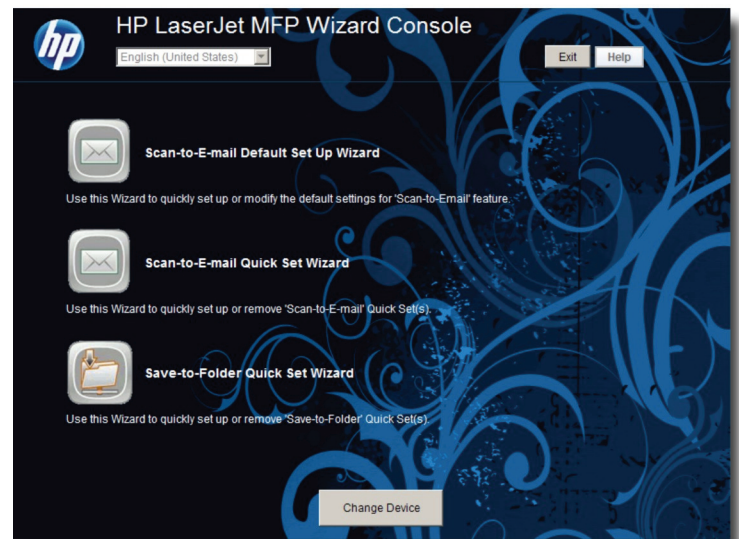 hp
HP LaserJet MFP Wizard Console
English (United States)
Exit
Help
Scan-to-E-mail Default Set Up Wizard
Use this Wizard to quickly set up or modify the default settings for 'Scan-to-Email' feature.
Scan-to-E-mail Quick Set Wizard
Use this Wizard to quickly set up or remove 'Scan-to-E-mail' Quick Set(s).
Save-to-Folder Quick Set Wizard
Use this Wizard to quickly set up or remove 'Save-to-Folder' Quick Set(s).
Change Device